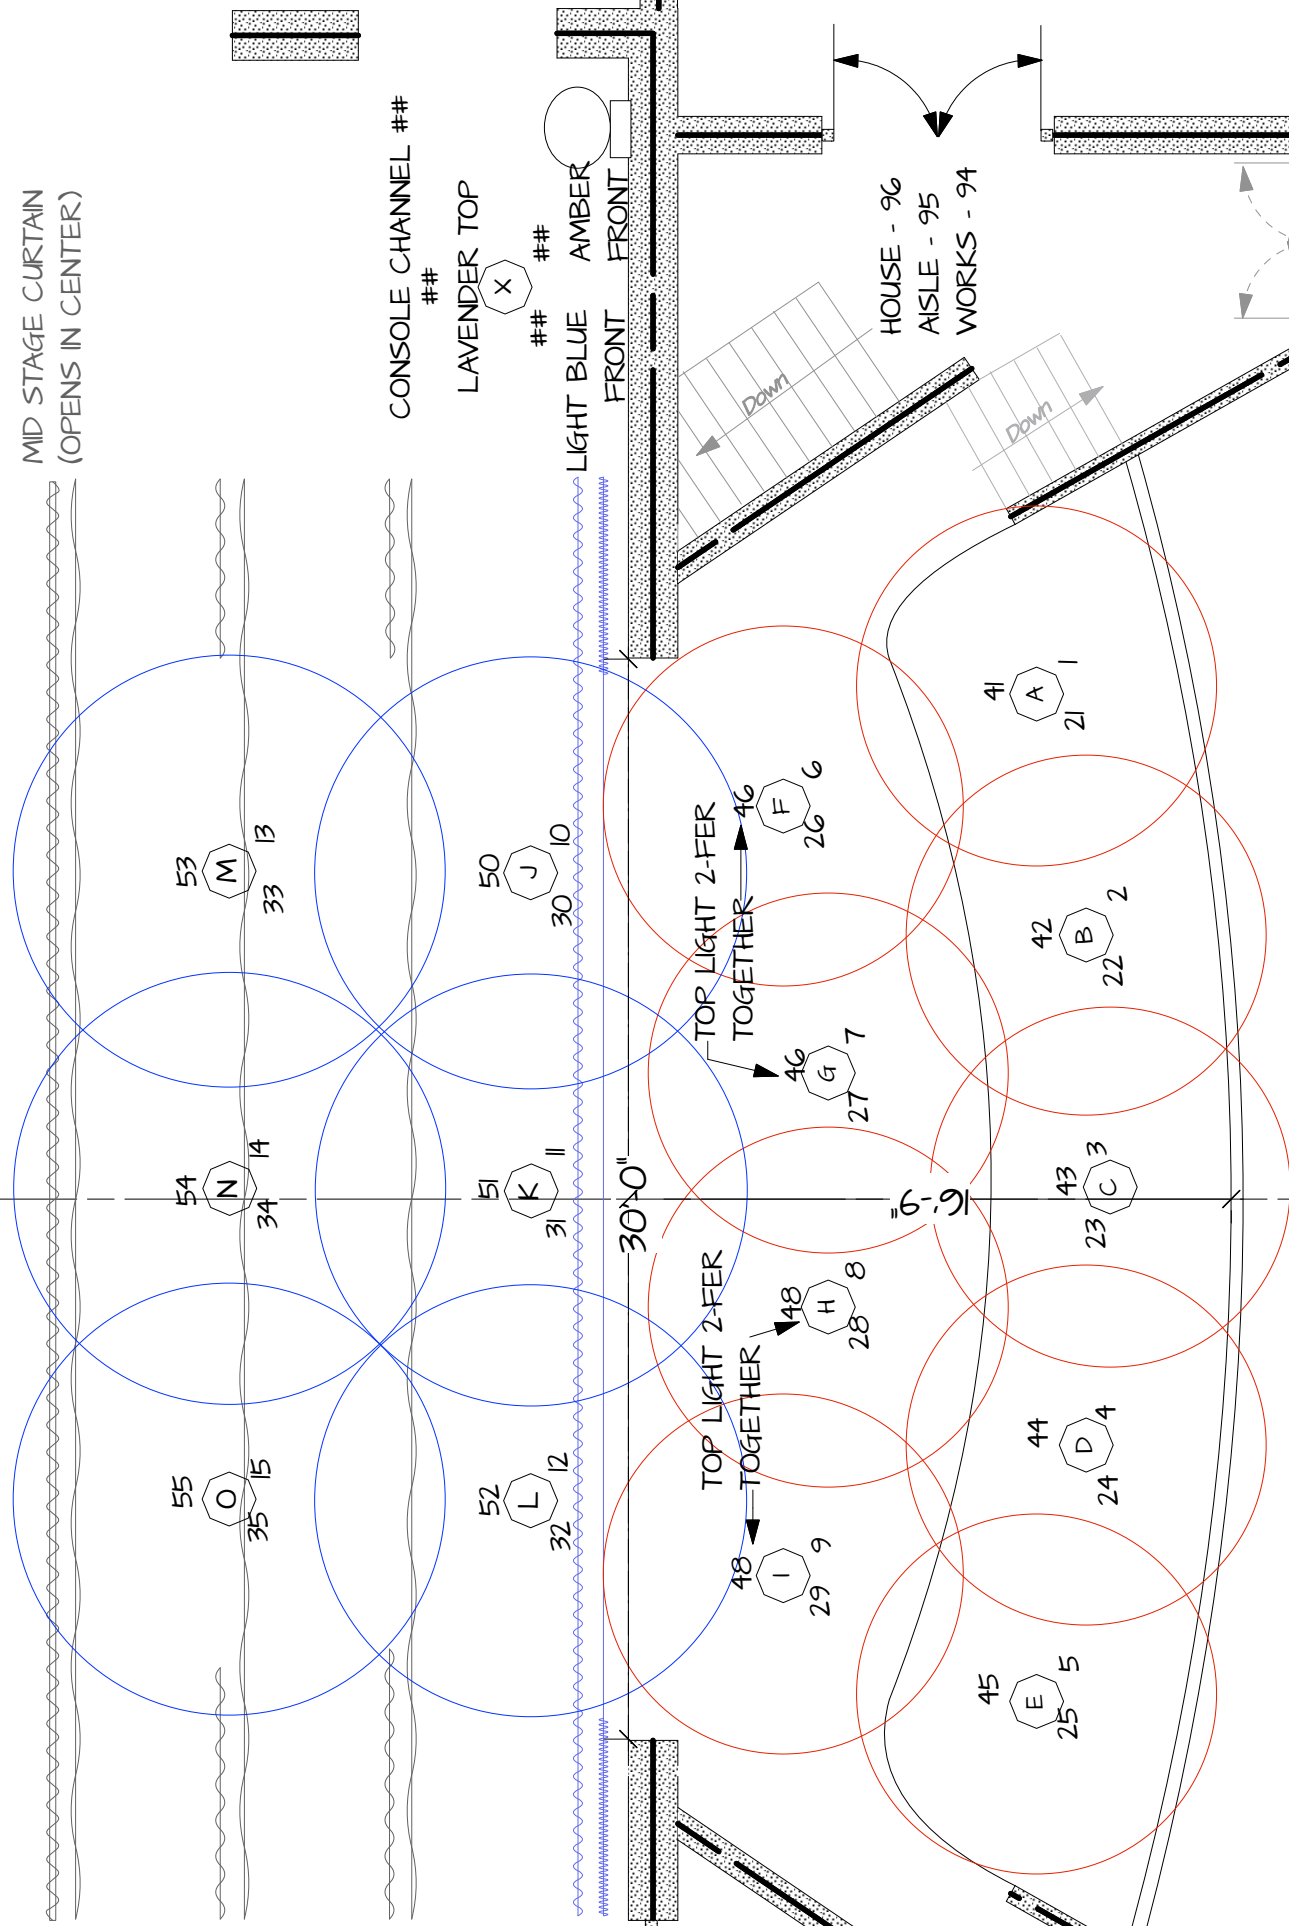 MID STAGE CURTAIN
(OPENS IN CENTER)
CONSOLE CHANNEL ##
##
LAVENDER TOP
X
## ##
LIGHT BLUE AMBER
FRONT FRONT
HOUSE - 96
AISLE - 95
WORKS - 94
Down
Down
55
O
35 15
54
N
34 14
53
M
33 13
52
L
32 12
51
K
31 11
50
J
30 10
30'-0"
16'-9"
TOP LIGHT 2-FER
TOGETHER
TOP LIGHT 2-FER
TOGETHER
48
I
29 9
48
H
28 8
46
G
27 7
46
F
26 6
45
E
25 5
44
D
24 4
43
C
23 3
42
B
22 2
41
A
21 1